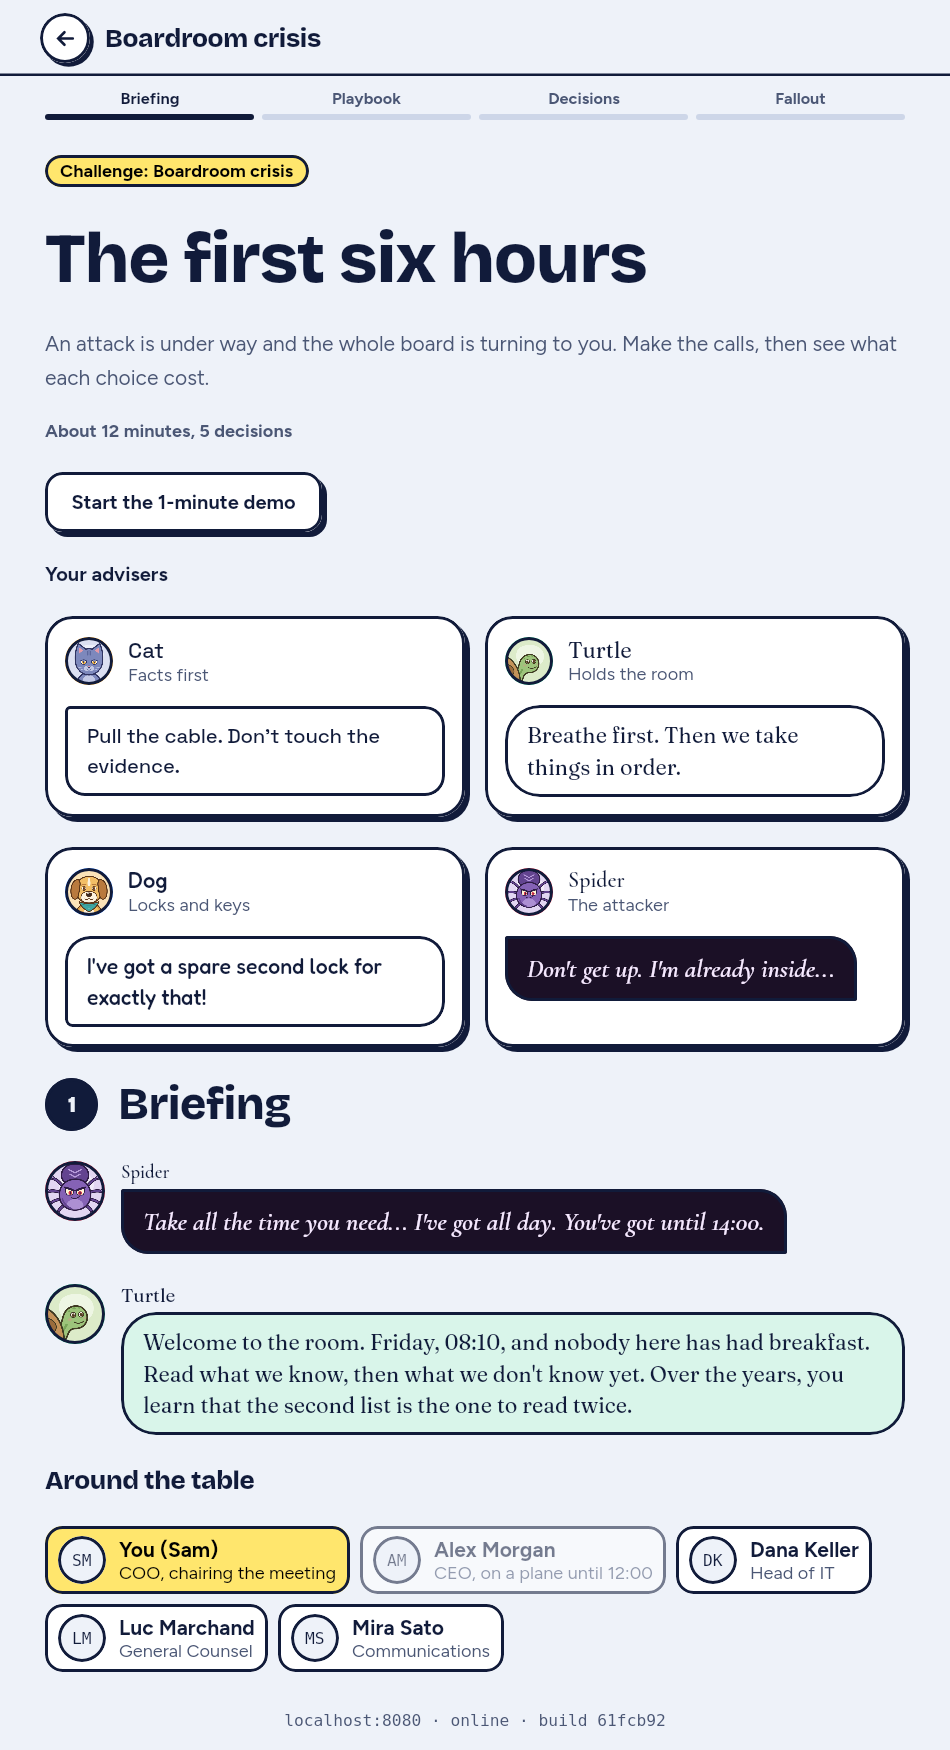 Boardroom crisis
Briefing
Playbook
Decisions
Fallout
Challenge: Boardroom crisis
The first six hours
An attack is under way and the whole board is turning to you. Make the calls, then see what
each choice cost.
About 12 minutes, 5 decisions
Start the 1-minute demo
Your advisers
Cat
Facts first
Pull the cable. Don’t touch the
evidence.
Turtle
Holds the room
Breathe first. Then we take
things in order.
Dog
Locks and keys
I've got a spare second lock for
exactly that!
Spider
The attacker
Don't get up. I'm already inside…
1
Briefing
Spider
Take all the time you need… I've got all day. You've got until 14:00.
Turtle
Welcome to the room. Friday, 08:10, and nobody here has had breakfast.
Read what we know, then what we don't know yet. Over the years, you
learn that the second list is the one to read twice.
Around the table
SM
You (Sam)
COO, chairing the meeting
AM
Alex Morgan
CEO, on a plane until 12:00
DK
Dana Keller
Head of IT
LM
Luc Marchand
General Counsel
MS
Mira Sato
Communications
localhost:8080 · online · build 61fcb92